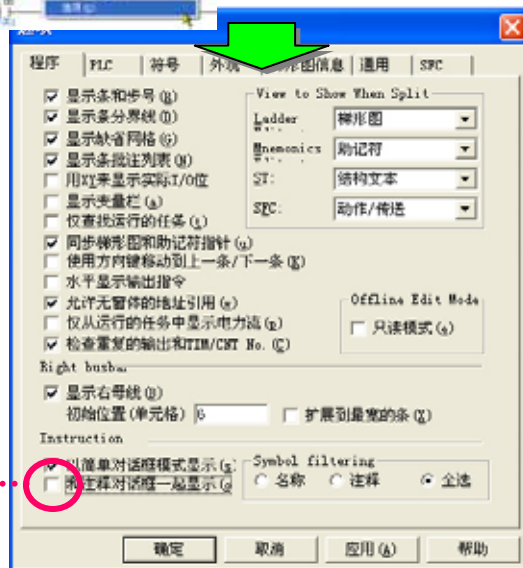 程序 PLC 符号 外观 图信息 通用 SFC
显示条和步号(R)
显示条分界线(D)
显示缺省网格(G)
显示条批注列表(N)
用XY来显示实际I/O位
显示变量栏(A)
仅查找运行的任务(L)
同步梯形图和助记符指针(W)
使用方向键移动到上一条/下一条(K)
水平显示输出指令
允许无窗体的地址引用(W)
仅从运行的任务中显示电力流(P)
检查重复的输出和TIM/CNT No.(C)
View to Show When Split
Ladder 梯形图
Mnemonics 助记符
ST: 结构文本
SFC: 动作/传送
Offline Edit Mode
只读模式(A)
Right busbar
显示右母线(B)
初始位置(单元格) 6 扩展到最宽的条(X)
Instruction
以简单对话框模式显示(S)
和注释对话框一起显示(O
Symbol filtering
名称 注释 全选
确定 取消 应用(A) 帮助